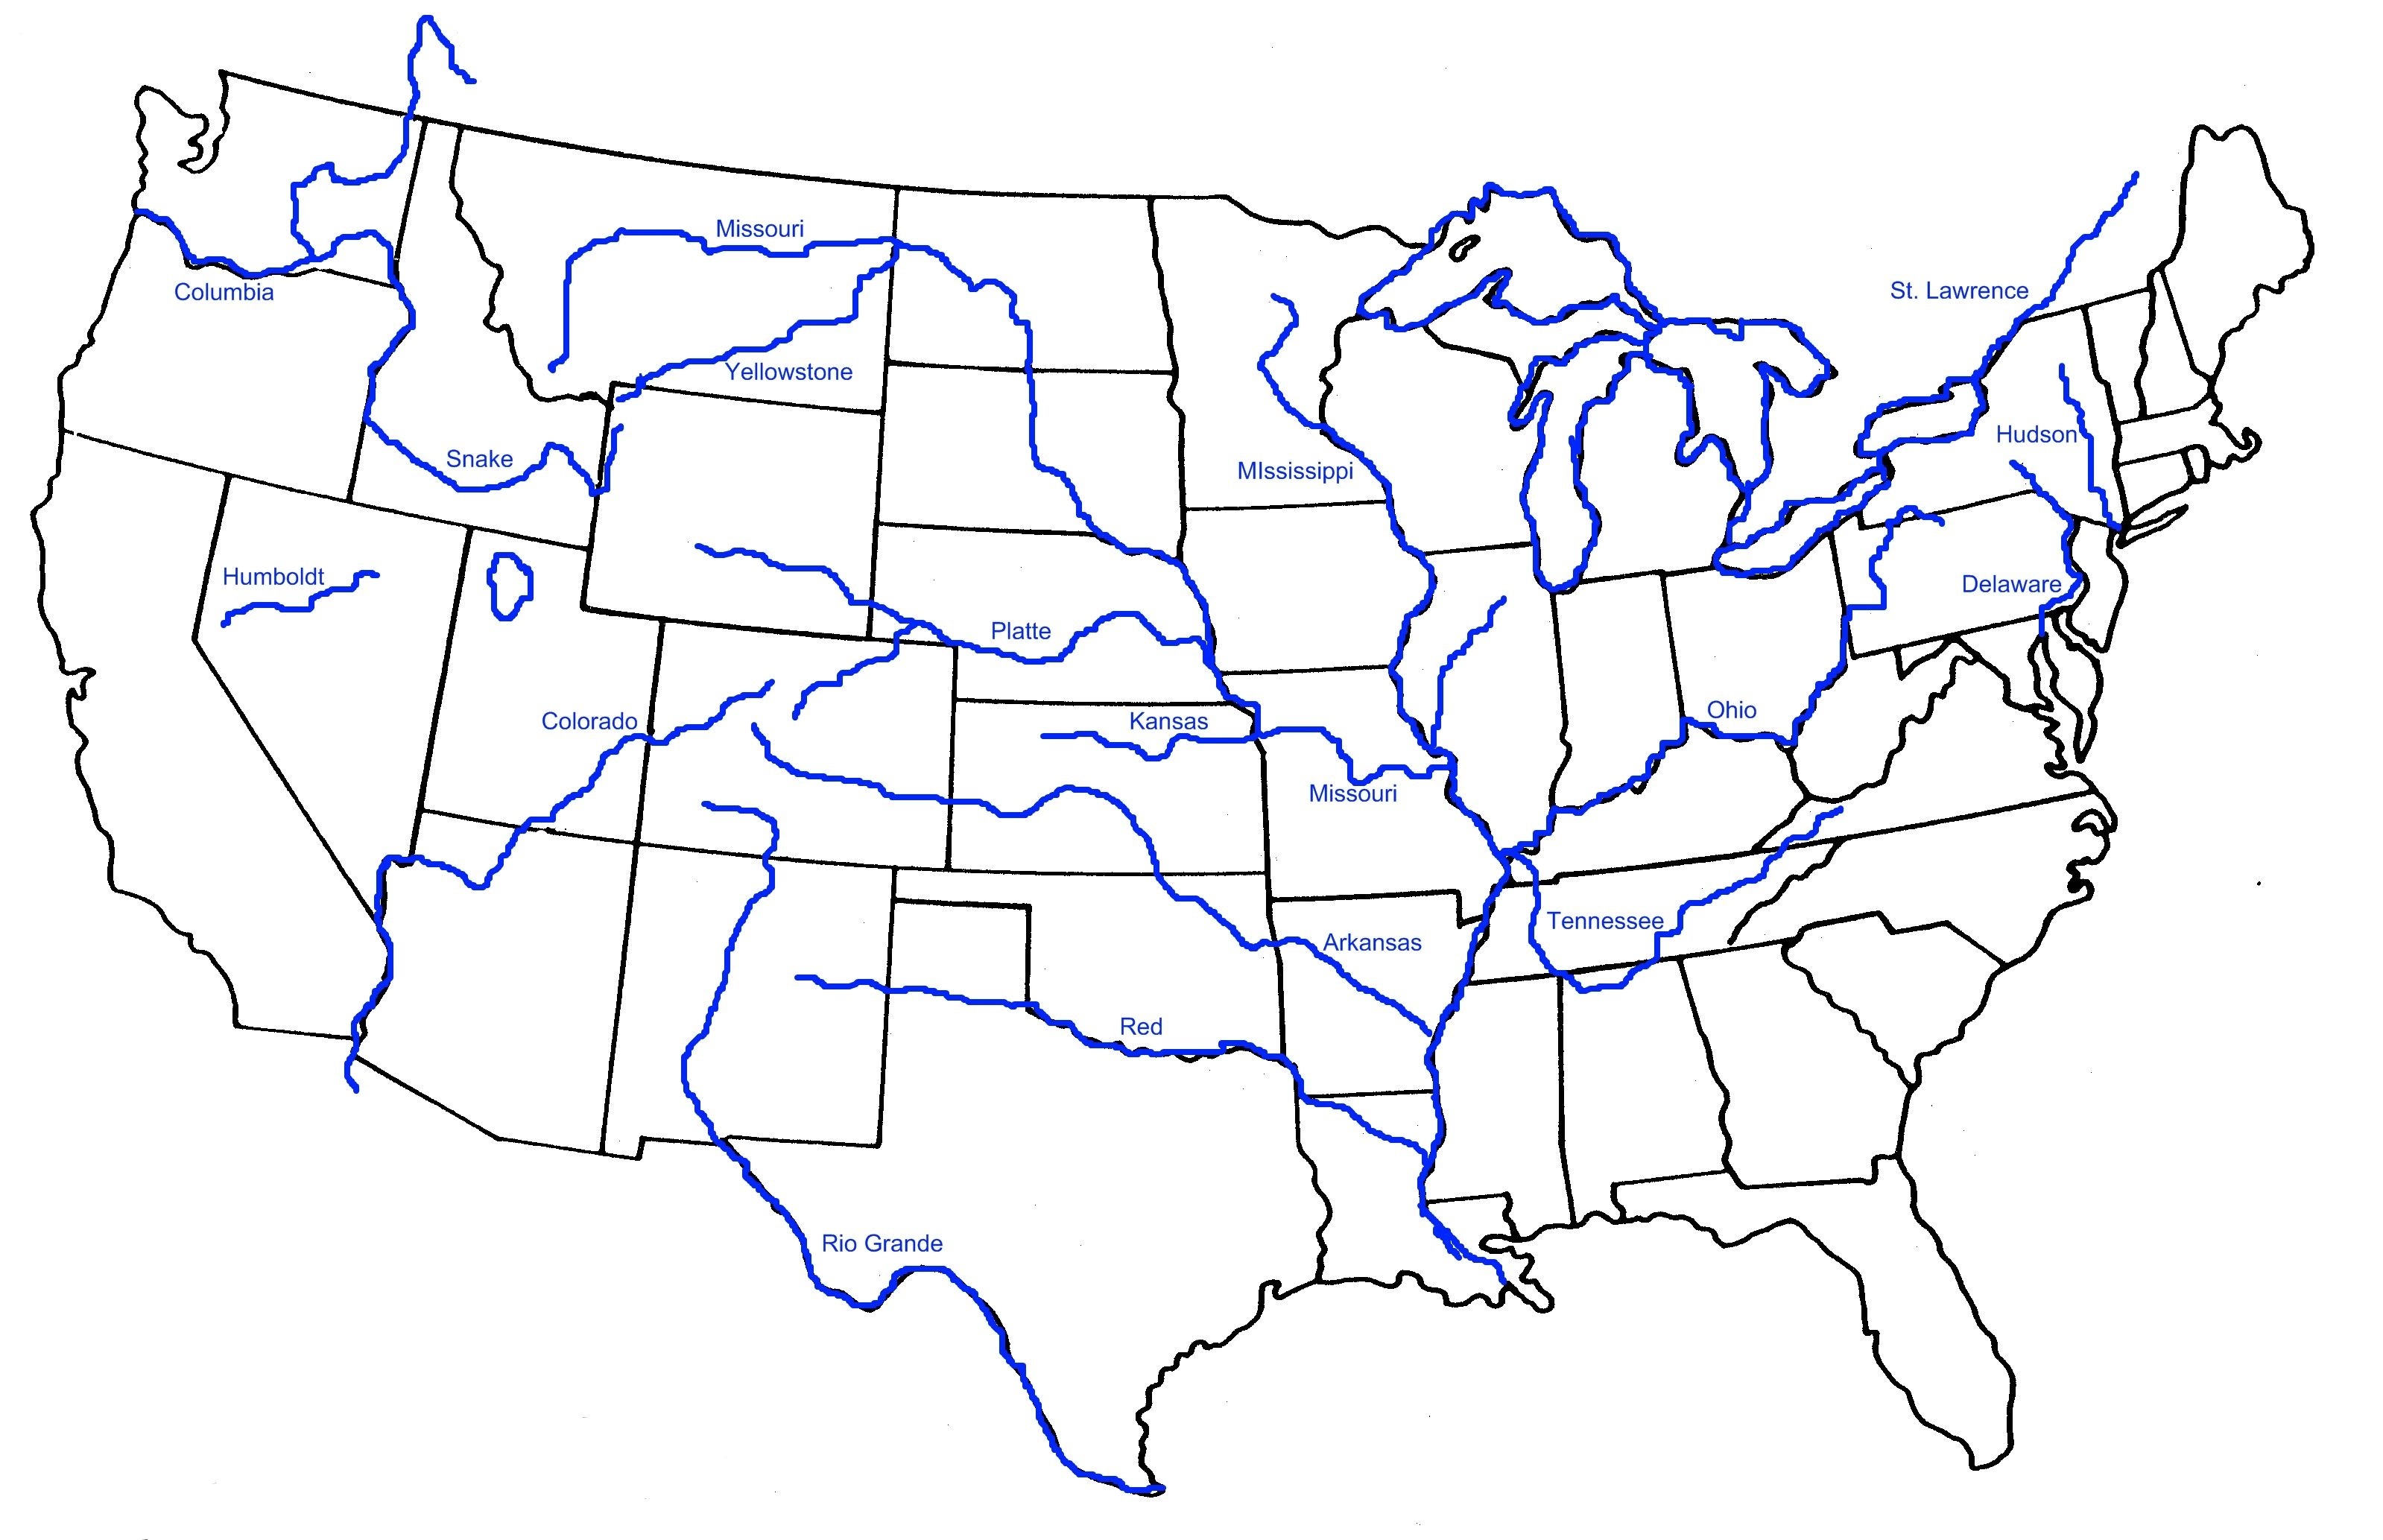 Missouri
Columbia
St. Lawrence
Yellowstone
Hudson
Snake
MIssissippi
Humboldt
Delaware
Platte
Colorado
Kansas
Ohio
Missouri
Tennessee
Arkansas
Red
Rio Grande